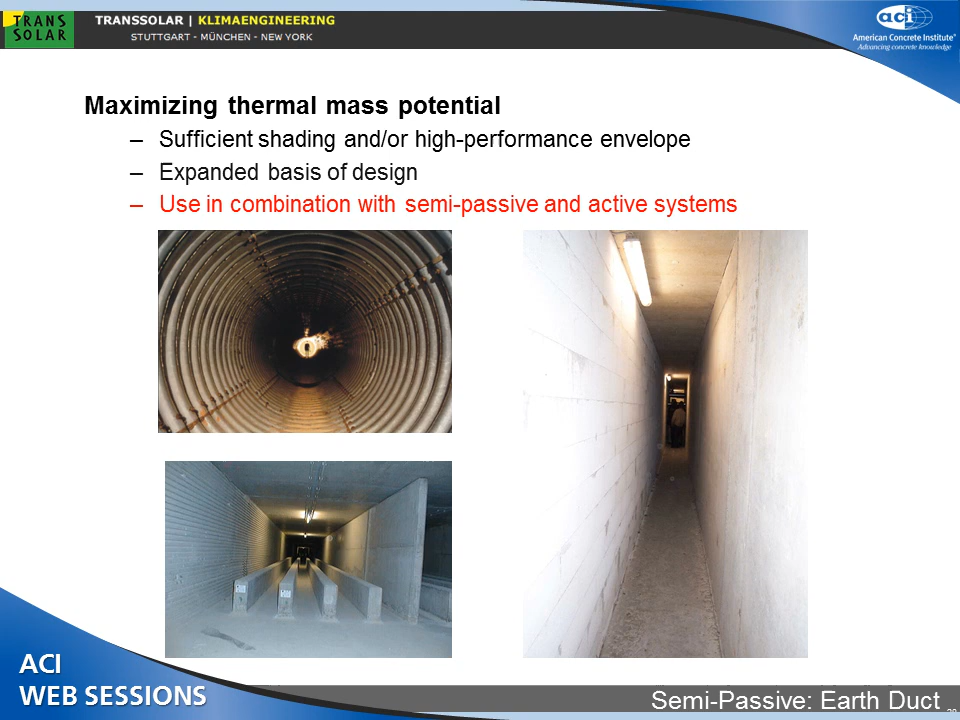 TRANS
SOLAR
TRANSSOLAR | KLIMAENGINEERING
STUTTGART - MÜNCHEN - NEW YORK
aci
American Concrete Institute®
Advancing concrete knowledge
Maximizing thermal mass potential
– Sufficient shading and/or high-performance envelope
– Expanded basis of design
– Use in combination with semi-passive and active systems
ACI
WEB SESSIONS
Semi-Passive: Earth Duct